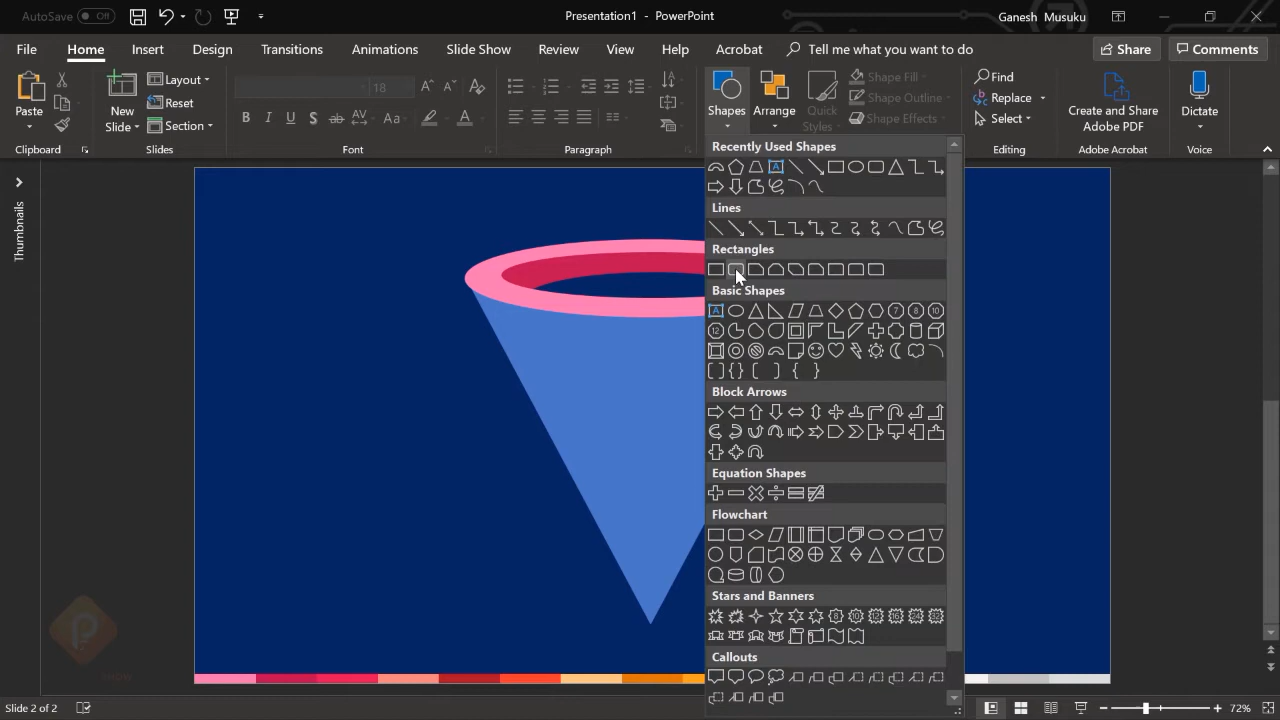 AutoSave Off
Presentation1 - PowerPoint
Ganesh Musuku
File Home Insert Design Transitions Animations Slide Show Review View Help Acrobat Tell me what you want to do Share Comments
Paste
Clipboard
New
Slide
Layout
Reset
Section
Slides
18
B I U S ab AV Aa A
Font
Paragraph
Shapes
Arrange
Quick
Styles
Shape Fill
Shape Outline
Shape Effects
Find
Replace
Select
Editing
Create and Share
Adobe PDF
Adobe Acrobat
Dictate
Voice
Thumbnails
Recently Used Shapes
Lines
Rectangles
Basic Shapes
Block Arrows
Equation Shapes
Flowchart
Stars and Banners
Callouts
Slide 2 of 2
72%